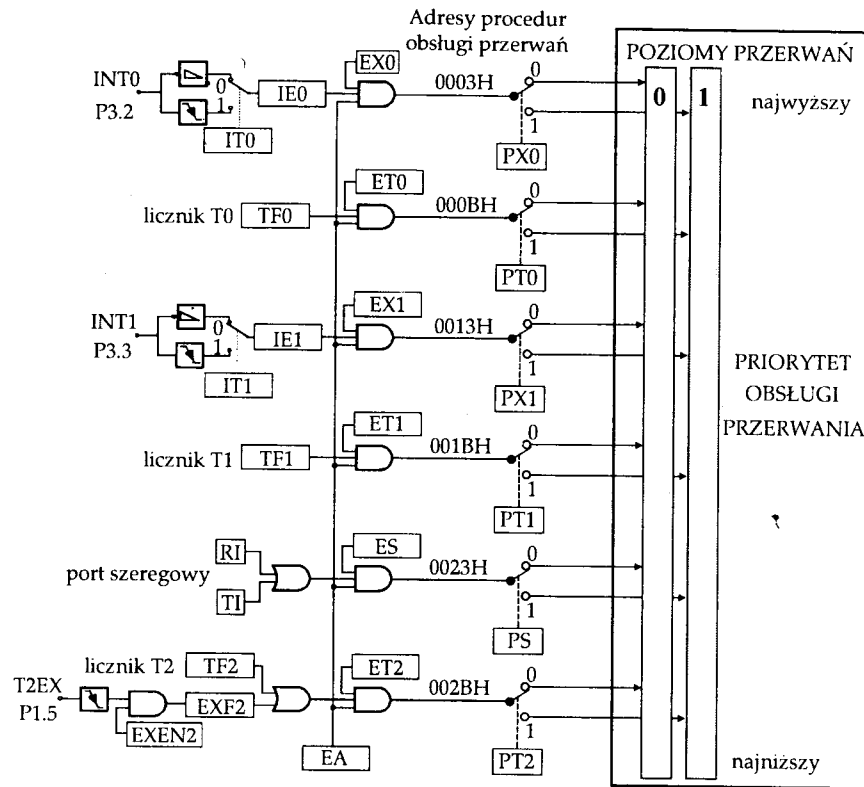 Adresy procedur
obsługi przerwań
POZIOMY PRZERWAŃ
0 1
najwyższy
INT0
P3.2
0
1
IT0
IE0
EX0
0003H
0
1
PX0
licznik T0
TF0
ET0
000BH
0
1
PT0
INT1
P3.3
0
1
IT1
IE1
EX1
0013H
0
1
PX1
PRIORYTET
OBSŁUGI
PRZERWANIA
licznik T1
TF1
ET1
001BH
0
1
PT1
port szeregowy
RI
TI
ES
0023H
0
1
PS
licznik T2
T2EX
P1.5
EXEN2
TF2
EXF2
ET2
002BH
0
1
PT2
EA
najniższy